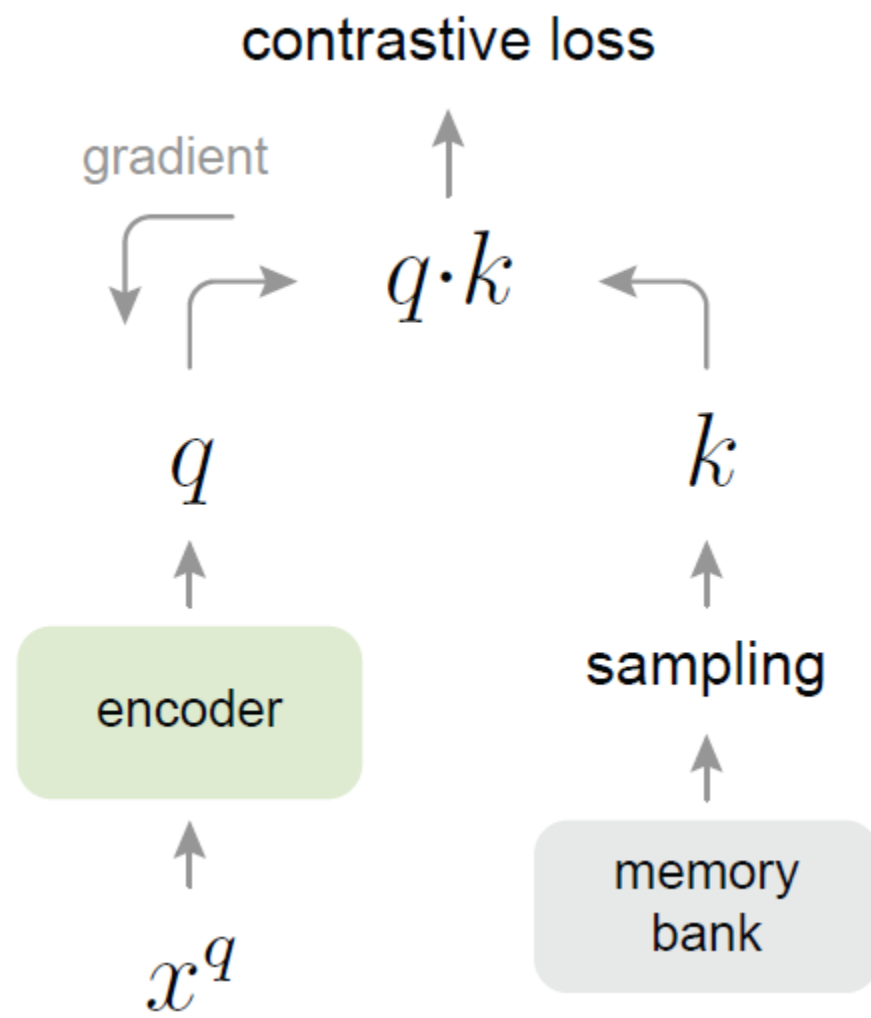 contrastive loss
gradient
q·k
q
k
encoder
sampling
memory
bank
x^q